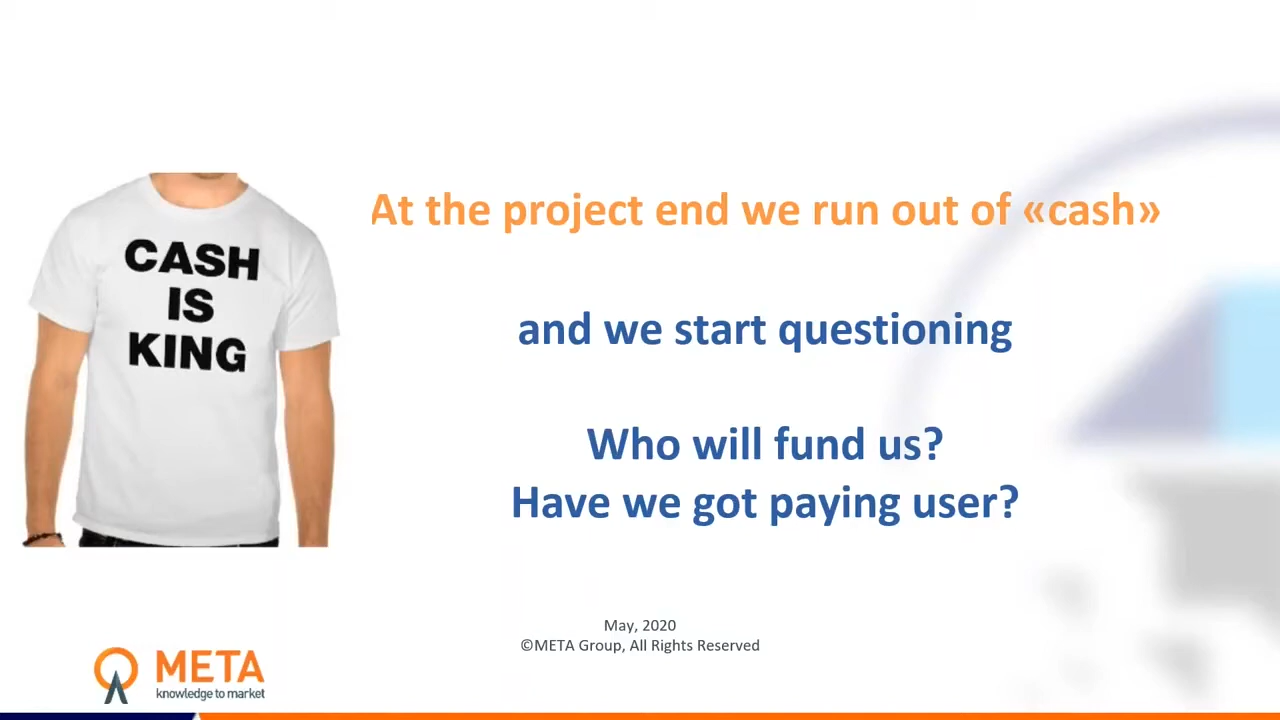 CASH
IS
KING
At the project end we run out of «cash»
and we start questioning
Who will fund us?
Have we got paying user?
May, 2020
©META Group, All Rights Reserved
META
knowledge to market